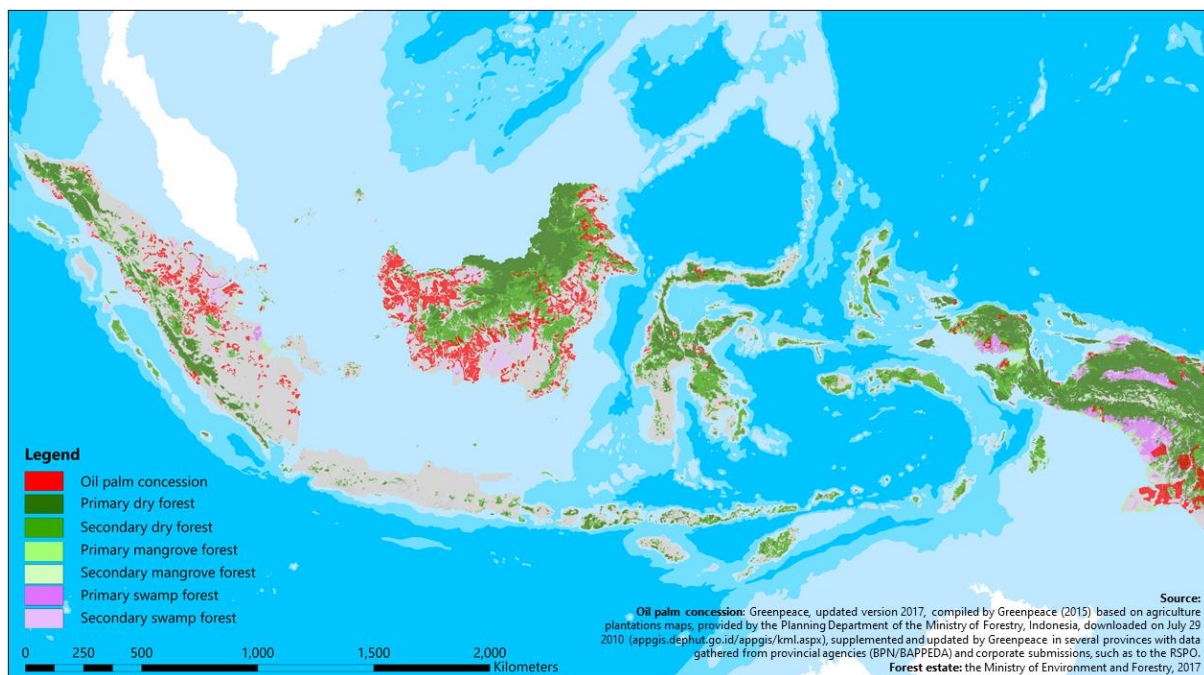 Legend
Oil palm concession
Primary dry forest
Secondary dry forest
Primary mangrove forest
Secondary mangrove forest
Primary swamp forest
Secondary swamp forest
0 250 500 1,000 1,500 2,000
Kilometers
Source:
Oil palm concession: Greenpeace, updated version 2017, compiled by Greenpeace (2015) based on agriculture
plantations maps, provided by the Planning Department of the Ministry of Forestry, Indonesia, downloaded on July 29
2010 (appgis.dephut.go.id/appgis/kml.aspx), supplemented and updated by Greenpeace in several provinces with data
gathered from provincial agencies (BPN/BAPPEDA) and corporate submissions, such as to the RSPO.
Forest estate: the Ministry of Environment and Forestry, 2017